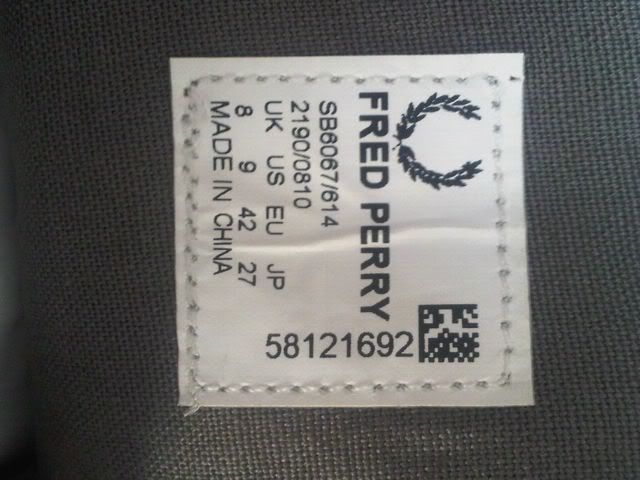 FRED PERRY
SB6067/614
2190/0810
UK US EU JP
8 9 42 27
MADE IN CHINA
58121692